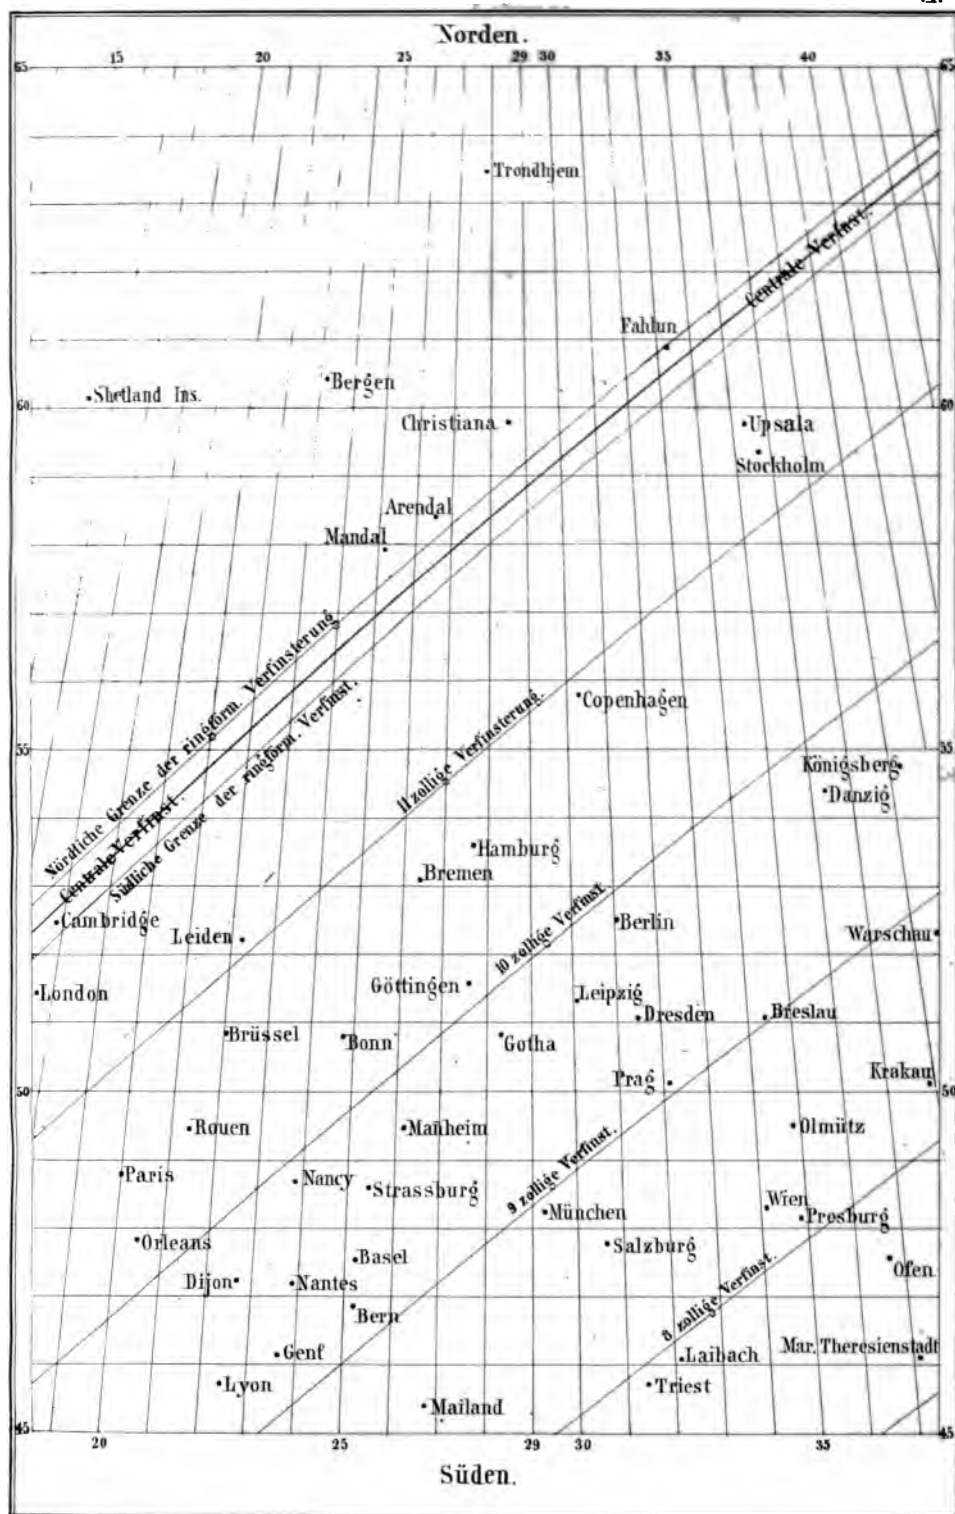 Norden.
15 20 25 29 30 35 40
65 65
Trondhjem
Centrale Verfinst.
Fahlun
Bergen
Shetland Ins.
60 60
Christiana
Upsala
Stockholm
Arendal
Mandal
Nördliche Grenze der ringform. Verfinsterung
Centrale Verfinst.
Südliche Grenze der ringform. Verfinst.
11 zollige Verfinsterung.
Copenhagen
55 55
Königsberg
Danzig
Hamburg
Bremen
10 zollige Verfinst.
Cambridge
Leiden
Berlin
Warschau
London
Göttingen
Leipzig
Dresden
Breslau
Brüssel
Bonn
Gotha
Prag
Krakau
50 50
Rouen
Manheim
Olmütz
9 zollige Verfinst.
Paris
Nancy
Strassburg
München
Wien
Presburg
Orleans
Basel
Salzburg
Ofen
Dijon
Nantes
8 zollige Verfinst.
Bern
Genf
Laibach
Mar. Theresienstadt
Lyon
Triest
Mailand
45 45
20 25 29 30 35
Süden.